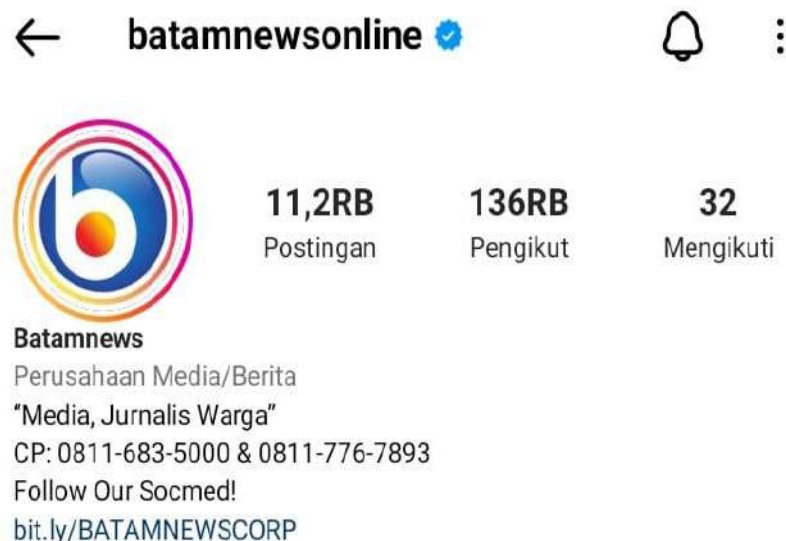 batamnewsonline
11,2RB 136RB 32
Postingan Pengikut Mengikuti
Batamnews
Perusahaan Media/Berita
"Media, Jurnalis Warga"
CP: 0811-683-5000 & 0811-776-7893
Follow Our Socmed!
bit.ly/BATAMNEWSCORP